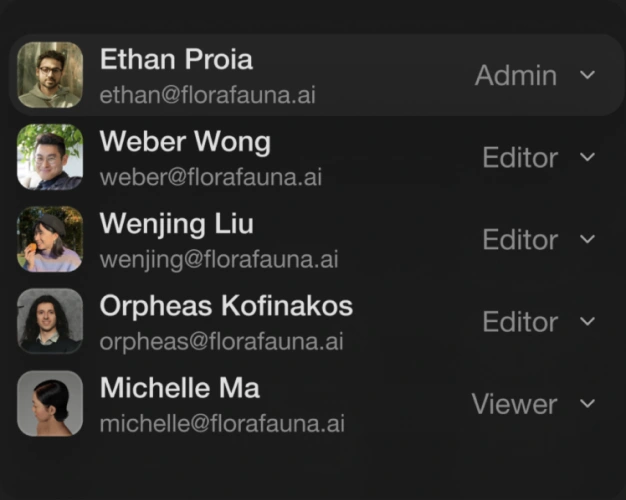 Ethan Proia
ethan@florafauna.ai
Admin
Weber Wong
weber@florafauna.ai
Editor
Wenjing Liu
wenjing@florafauna.ai
Editor
Orpheas Kofinakos
orpheas@florafauna.ai
Editor
Michelle Ma
michelle@florafauna.ai
Viewer